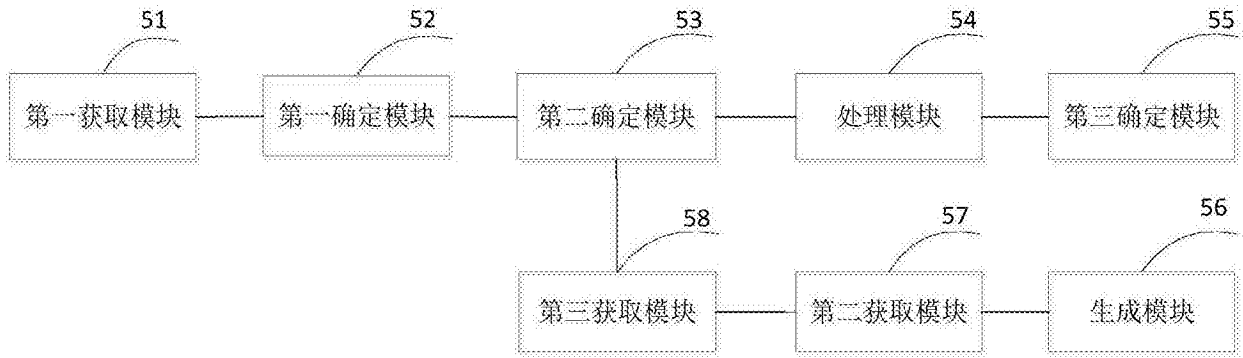 51 52 53 54 55
第一获取模块 第一确定模块 第二确定模块 处理模块 第三确定模块
58 57 56
第三获取模块 第二获取模块 生成模块